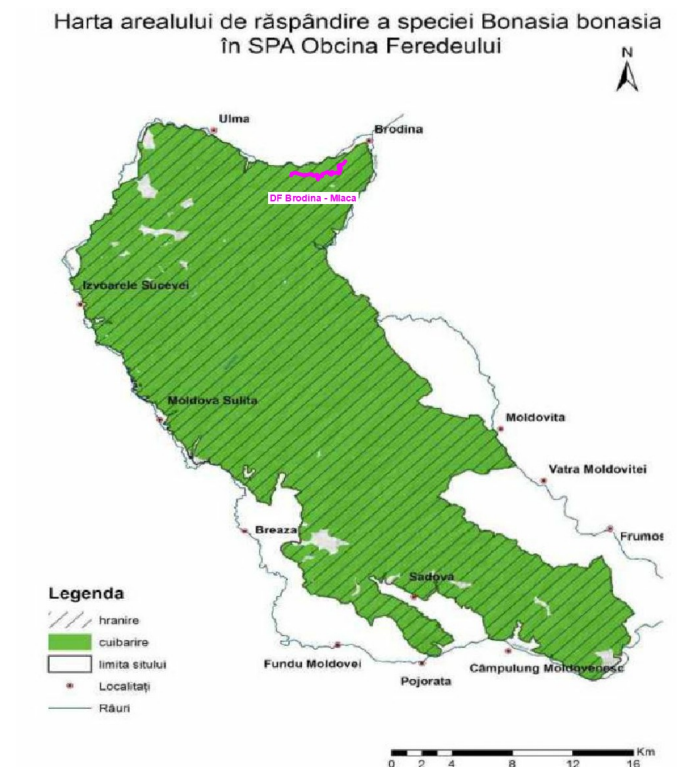 Harta arealului de răspândire a speciei Bonasia bonasia
în SPA Obcina Feredeului
N
Ulma
Brodina
DF Brodina - Miaca
Izvoarele Sucevei
Moldova Sulita
Moldovita
Vatra Moldovitei
Breaza
Frumos
Sadova
Fundu Moldovei
Pojorata
Câmpulung Moldovenesc
Legenda
hranire
cuibarire
limita sitului
Localitați
Râuri
Km
0 2 4 8 12 16